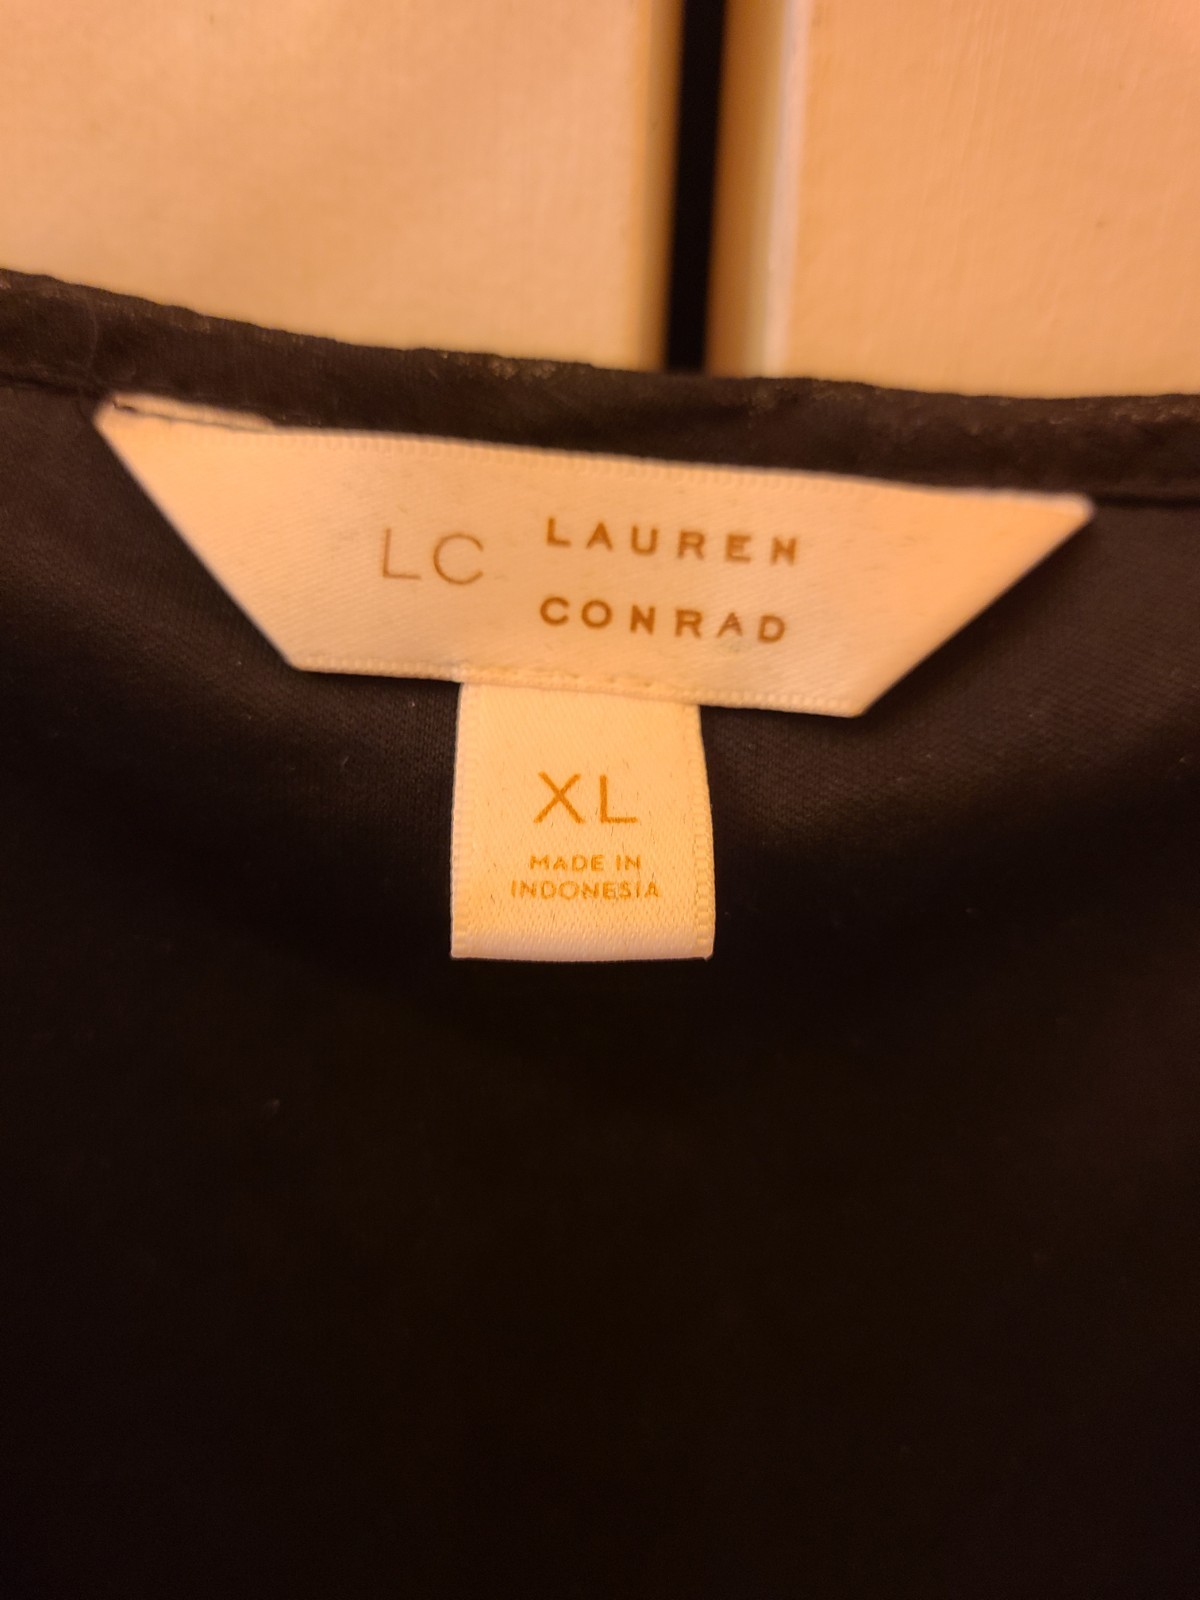 LC LAUREN
CONRAD
XL
MADE IN
INDONESIA